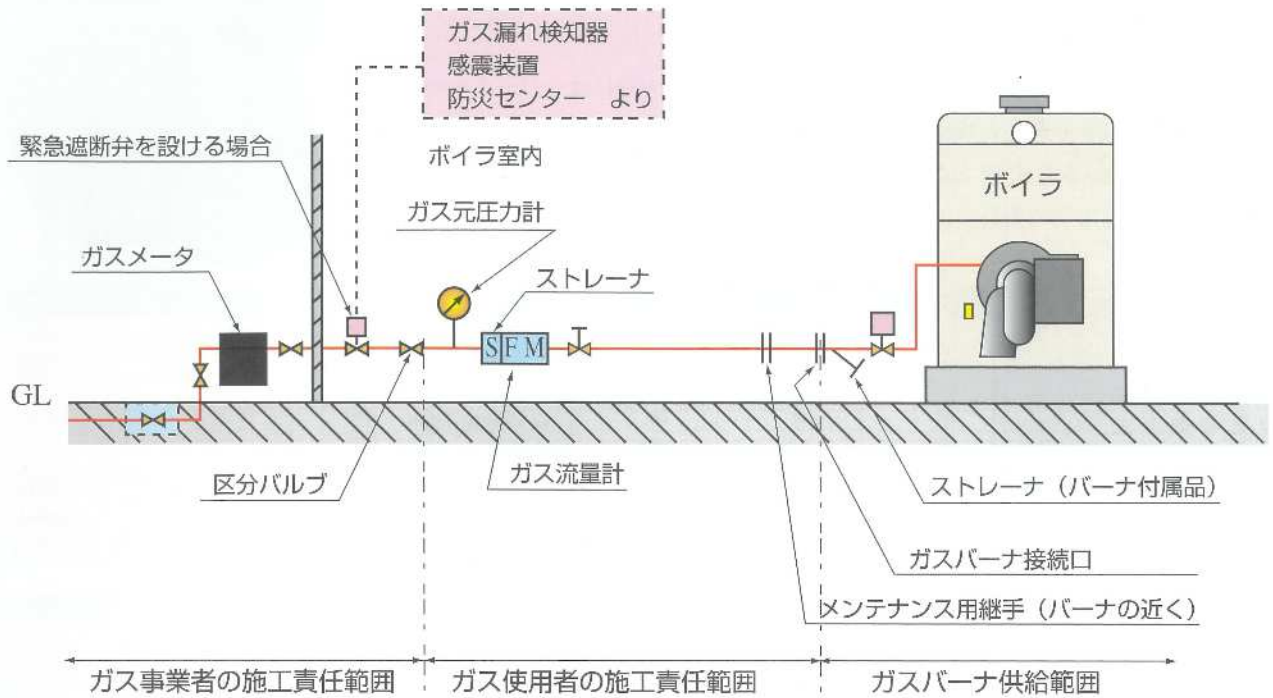 ガス漏れ検知器
感震装置
防災センター　より
緊急遮断弁を設ける場合
ボイラ室内
ボイラ
ガス元圧力計
ガスメータ
ストレーナ
S F M
GL
区分バルブ
ガス流量計
ストレーナ（バーナ付属品）
ガスバーナ接続口
メンテナンス用継手（バーナの近く）
ガス事業者の施工責任範囲
ガス使用者の施工責任範囲
ガスバーナ供給範囲